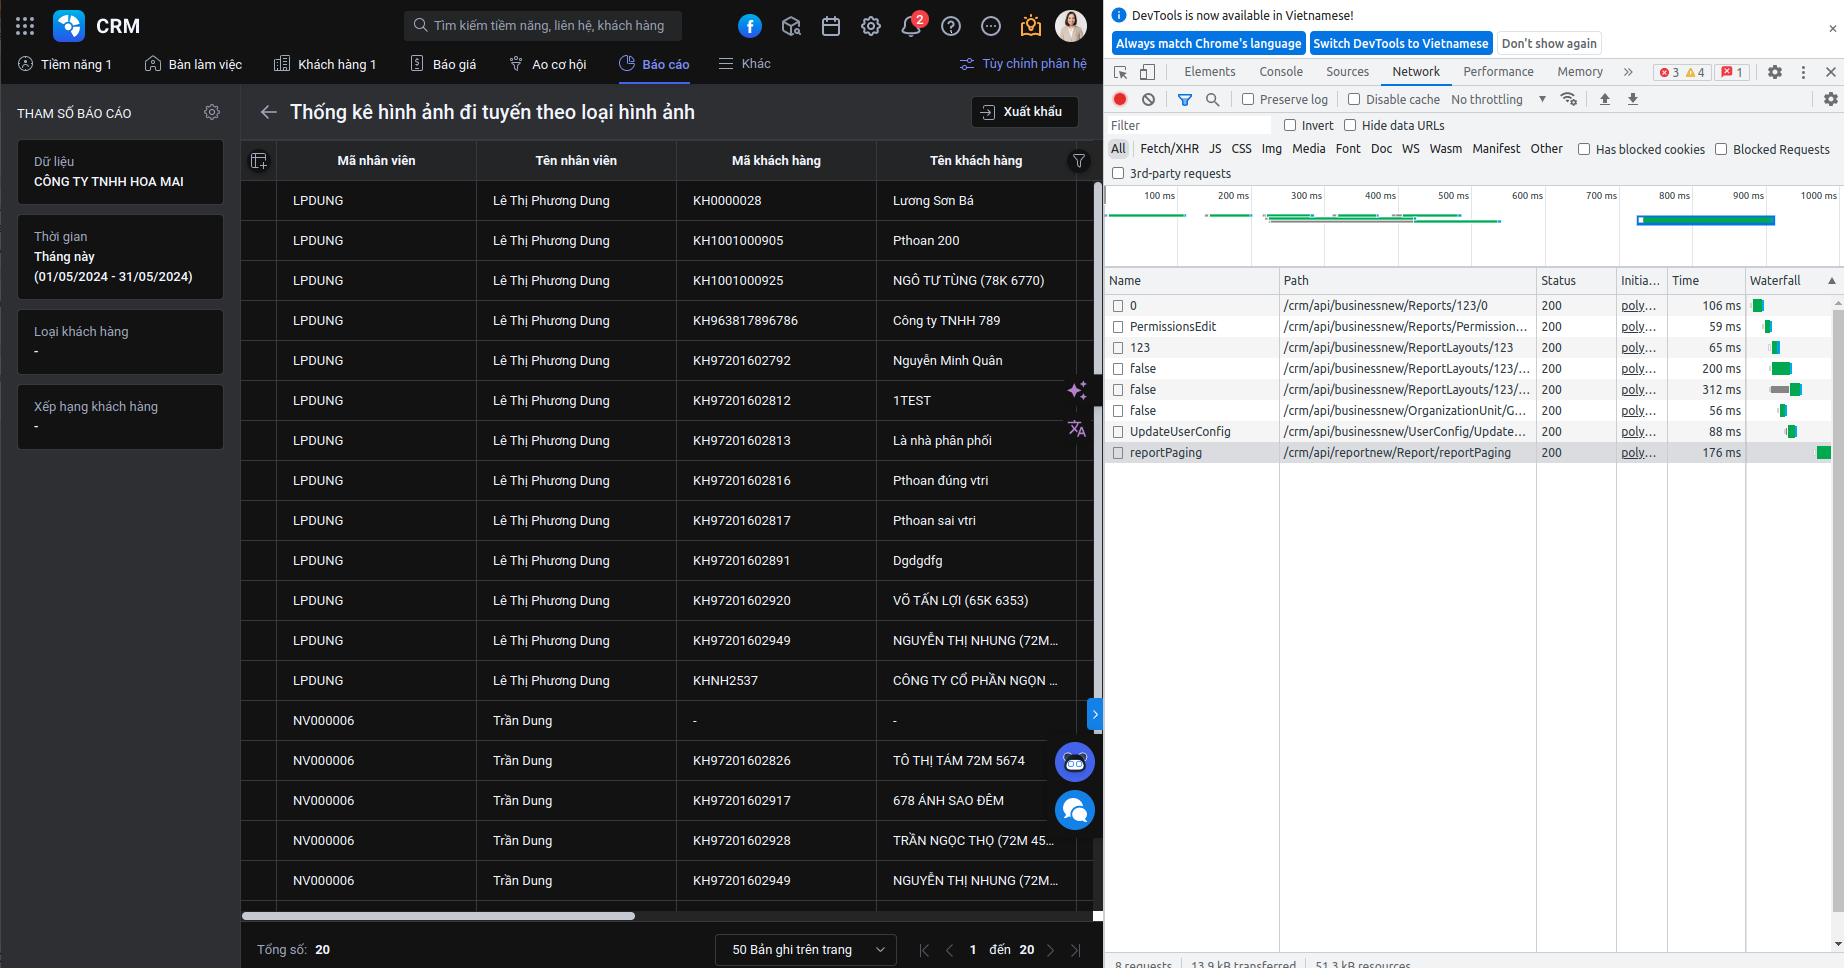 CRM
Tìm kiếm tiềm năng, liên hệ, khách hàng
2
Tiềm năng 1
Bàn làm việc
Khách hàng 1
Báo giá
Ao cơ hội
Báo cáo
Khác
Tùy chỉnh phân hệ
THAM SỐ BÁO CÁO
Dữ liệu
CÔNG TY TNHH HOA MAI
Thời gian
Tháng này
(01/05/2024 - 31/05/2024)
Loại khách hàng
-
Xếp hạng khách hàng
-
Thống kê hình ảnh đi tuyến theo loại hình ảnh
Xuất khẩu
Mã nhân viên Tên nhân viên Mã khách hàng Tên khách hàng
LPDUNG Lê Thị Phương Dung KH0000028 Lương Sơn Bá
LPDUNG Lê Thị Phương Dung KH1001000905 Pthoan 200
LPDUNG Lê Thị Phương Dung KH1001000925 NGÔ TƯ TÙNG (78K 6770)
LPDUNG Lê Thị Phương Dung KH963817896786 Công ty TNHH 789
LPDUNG Lê Thị Phương Dung KH97201602792 Nguyễn Minh Quân
LPDUNG Lê Thị Phương Dung KH97201602812 1TEST
LPDUNG Lê Thị Phương Dung KH97201602813 Là nhà phân phối
LPDUNG Lê Thị Phương Dung KH97201602816 Pthoan đúng vtri
LPDUNG Lê Thị Phương Dung KH97201602817 Pthoan sai vtri
LPDUNG Lê Thị Phương Dung KH97201602891 Dgdgdfg
LPDUNG Lê Thị Phương Dung KH97201602920 VÕ TẤN LỢI (65K 6353)
LPDUNG Lê Thị Phương Dung KH97201602949 NGUYỄN THỊ NHUNG (72M...
LPDUNG Lê Thị Phương Dung KHNH2537 CÔNG TY CỔ PHẦN NGỌN ...
NV000006 Trần Dung - -
NV000006 Trần Dung KH97201602826 TÔ THỊ TÁM 72M 5674
NV000006 Trần Dung KH97201602917 678 ÁNH SAO ĐÊM
NV000006 Trần Dung KH97201602928 TRẦN NGỌC THỌ (72M 45...
NV000006 Trần Dung KH97201602949 NGUYỄN THỊ NHUNG (72M...
Tổng số: 20
50 Bản ghi trên trang
1 đến 20
DevTools is now available in Vietnamese!
Always match Chrome's language
Switch DevTools to Vietnamese
Don't show again
Elements Console Sources Network Performance Memory » 3 4 1
Preserve log Disable cache No throttling
Filter Invert Hide data URLs
All Fetch/XHR JS CSS Img Media Font Doc WS Wasm Manifest Other Has blocked cookies Blocked Requests
3rd-party requests
100 ms 200 ms 300 ms 400 ms 500 ms 600 ms 700 ms 800 ms 900 ms 1000 ms
Name Path Status Initia... Time Waterfall
0 /crm/api/businessnew/Reports/123/0 200 poly... 106 ms
PermissionsEdit /crm/api/businessnew/Reports/Permission... 200 poly... 59 ms
123 /crm/api/businessnew/ReportLayouts/123 200 poly... 65 ms
false /crm/api/businessnew/ReportLayouts/123/... 200 poly... 200 ms
false /crm/api/businessnew/ReportLayouts/123/... 200 poly... 312 ms
false /crm/api/businessnew/OrganizationUnit/G... 200 poly... 56 ms
UpdateUserConfig /crm/api/businessnew/UserConfig/Update... 200 poly... 88 ms
reportPaging /crm/api/reportnew/Report/reportPaging 200 poly... 176 ms
8 requests 13.9 kB transferred 51.3 kB resources